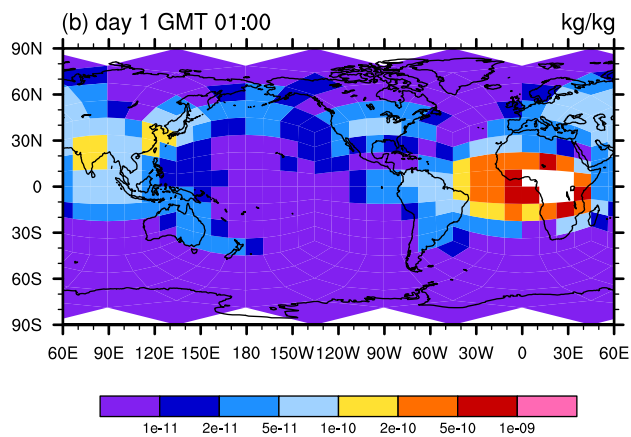 (b) day 1 GMT 01:00 kg/kg
90N
60N
30N
0
30S
60S
90S
60E 90E 120E 150E 180 150W 120W 90W 60W 30W 0 30E 60E
1e-11 2e-11 5e-11 1e-10 2e-10 5e-10 1e-09